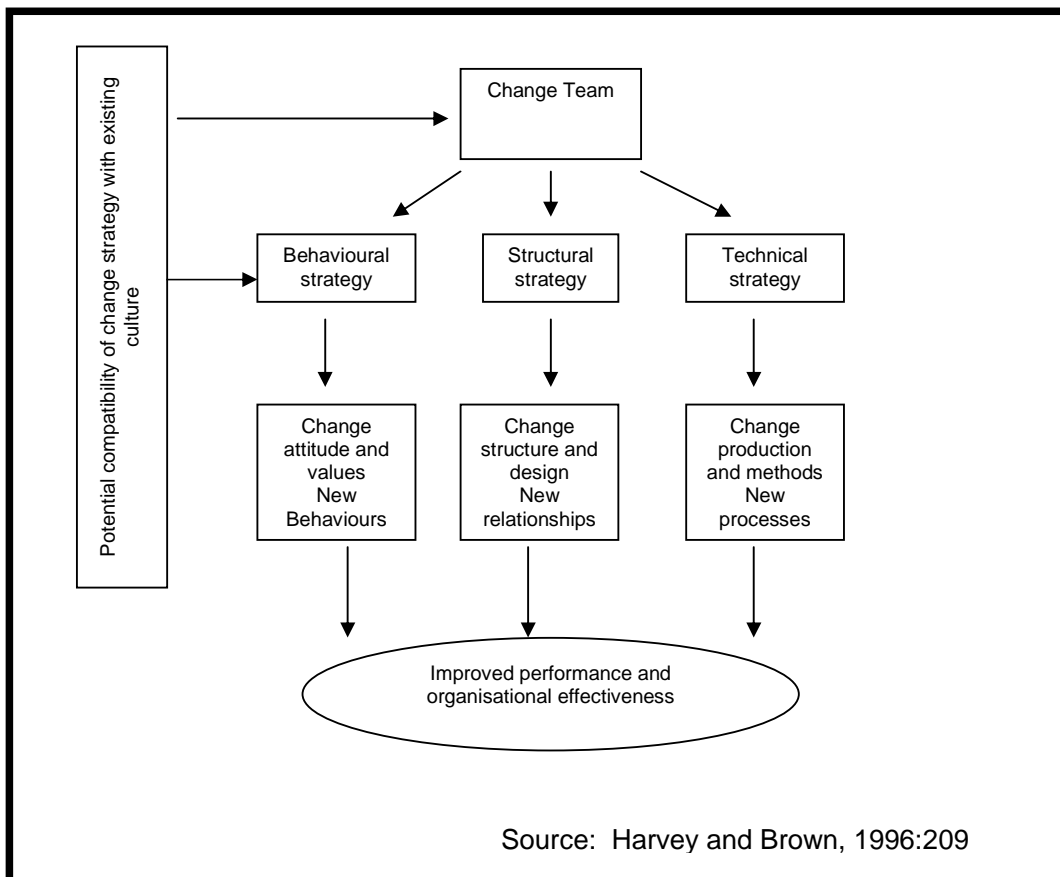 Potential compatibility of change strategy with existing
culture
Change Team
Behavioural
strategy
Structural
strategy
Technical
strategy
Change
attitude and
values
New
Behaviours
Change
structure and
design
New
relationships
Change
production
and methods
New
processes
Improved performance and
organisational effectiveness
Source:  Harvey and Brown, 1996:209